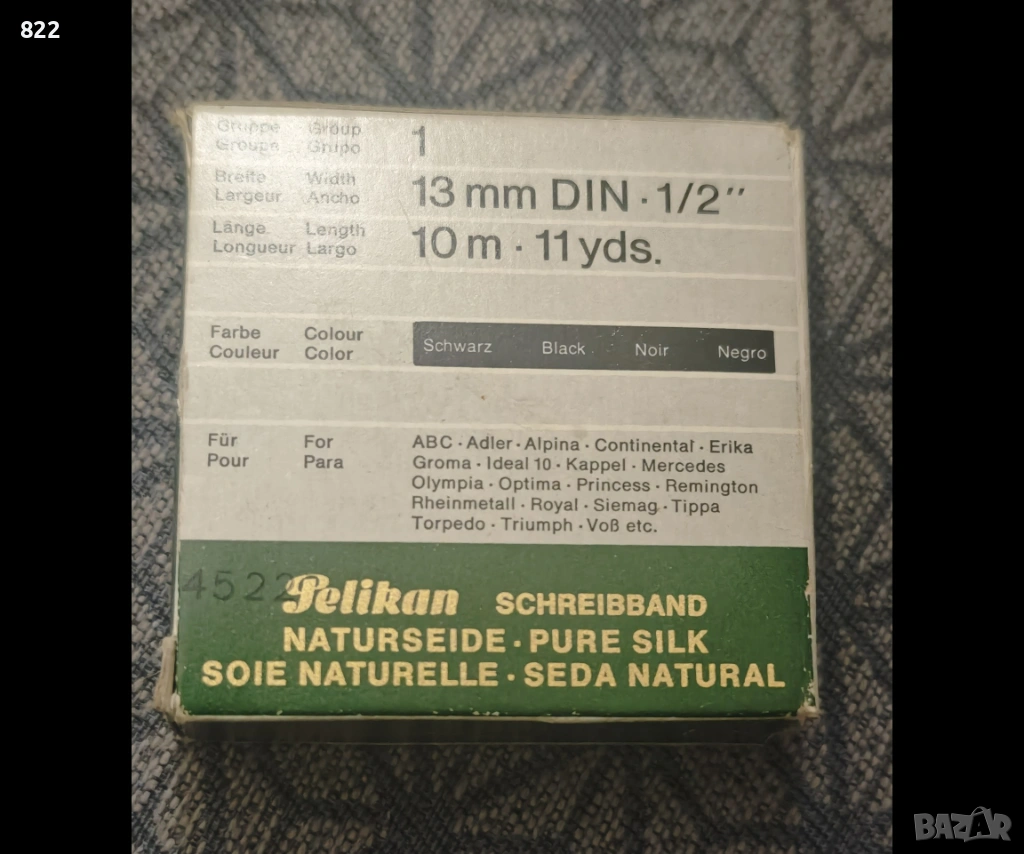 822
Gruppe Group 1
Groupe Grupo
Breite Width 13 mm DIN · 1/2"
Largeur Ancho
Länge Length 10 m · 11 yds.
Longueur Largo
Farbe Colour Schwarz Black Noir Negro
Couleur Color
Für For ABC · Adler · Alpina · Continental · Erika
Pour Para Groma · Ideal 10 · Kappel · Mercedes
Olympia · Optima · Princess · Remington
Rheinmetall · Royal · Siemag · Tippa
Torpedo · Triumph · Voß etc.
4522 Pelikan SCHREIBBAND
NATURSEIDE · PURE SILK
SOIE NATURELLE · SEDA NATURAL
BAZAR